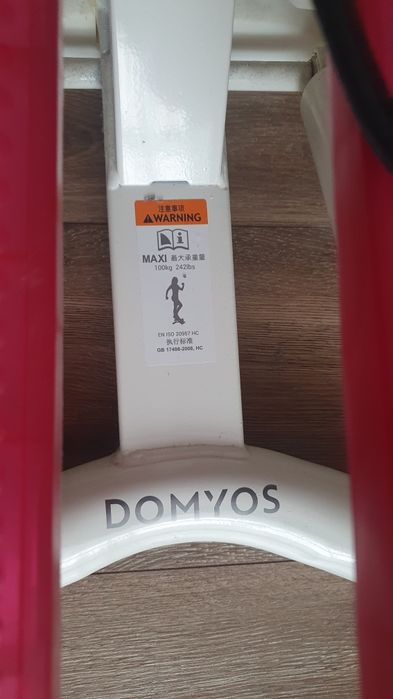 注意事项
WARNING
MAXI 最大承重量
100kg 242lbs
EN ISO 20957 HC
执行标准
GB 17498-2008, HC
DOMYOS